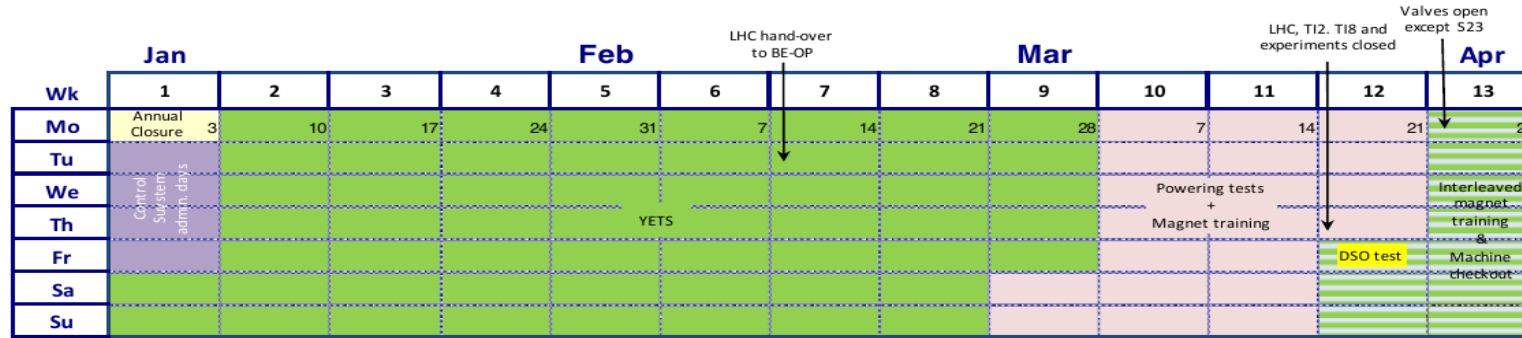 Valves open
except S23
LHC hand-over
to BE-OP
LHC, TI2. TI8 and
experiments closed
Jan Feb Mar Apr
Wk 1 2 3 4 5 6 7 8 9 10 11 12 13
Mo Annual
Closure 3 10 17 24 31 7 14 21 28 7 14 21
Tu
We
Th
Fr
Sa
Su
Control
Suystem
admin. days
YETS
Powering tests
+
Magnet training
DSO test
Interleaved
magnet
training
&
Machine
checkout